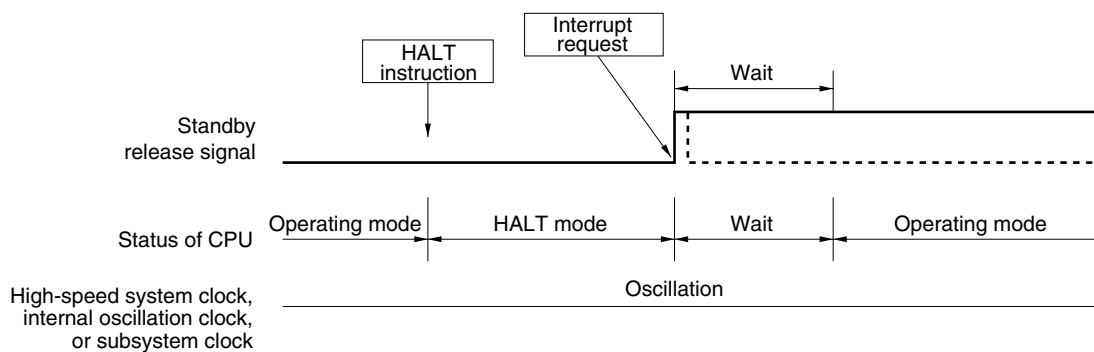 Interrupt
request
HALT
instruction
Wait
Standby
release signal
Operating mode
HALT mode
Wait
Operating mode
Status of CPU
Oscillation
High-speed system clock,
internal oscillation clock,
or subsystem clock